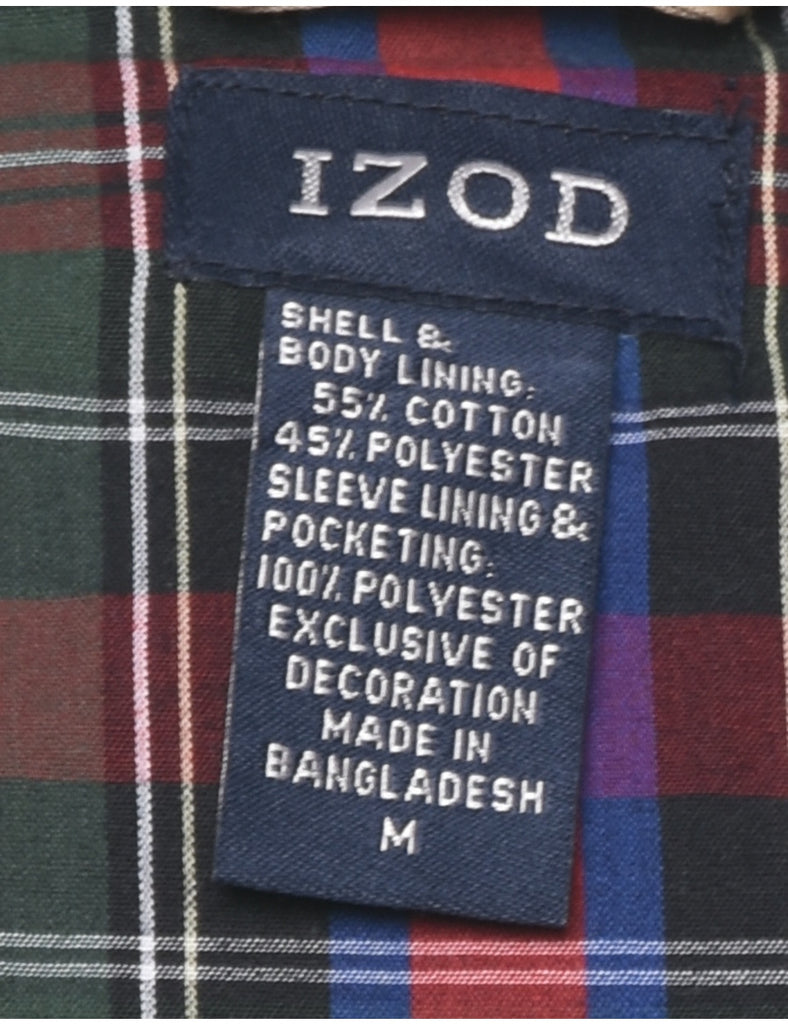 IZOD
SHELL &
BODY LINING:
55% COTTON
45% POLYESTER
SLEEVE LINING &
POCKETING:
100% POLYESTER
EXCLUSIVE OF
DECORATION
MADE IN
BANGLADESH
M